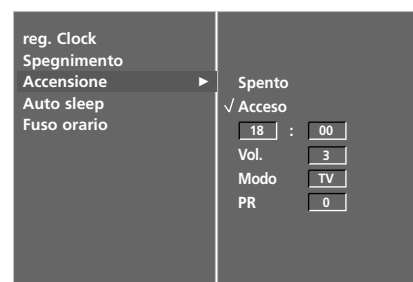 reg. Clock
Spegnimento
Accensione ►
Auto sleep
Fuso orario
Spento
√ Acceso
18 : 00
Vol. 3
Modo TV
PR 0